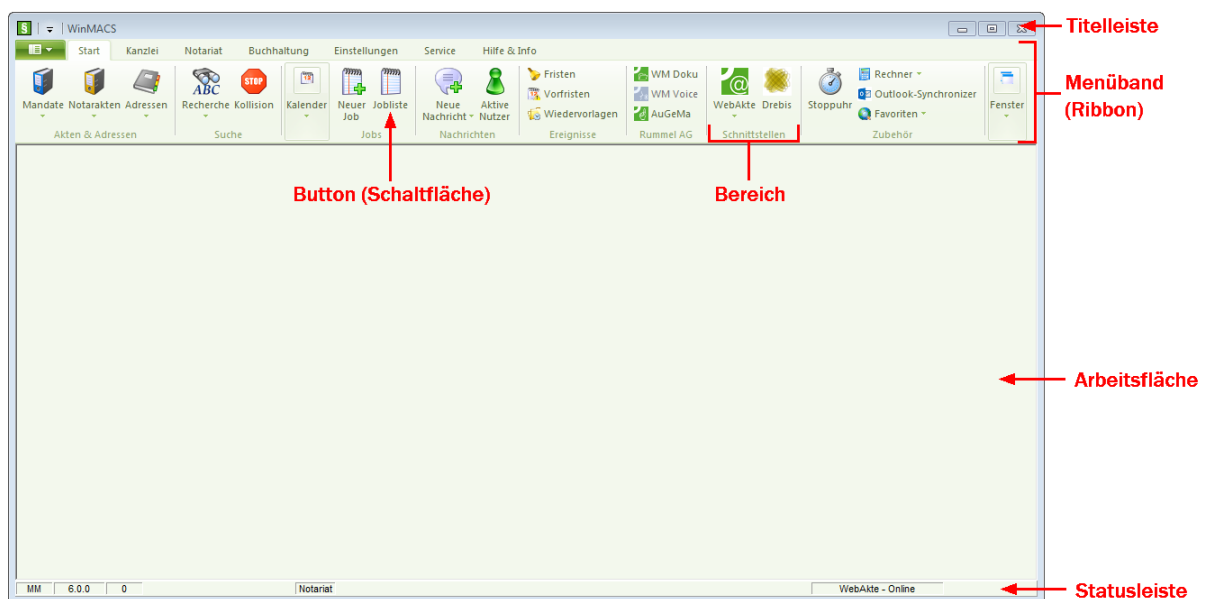 WinMACS
Titelleiste
Start Kanzlei Notariat Buchhaltung Einstellungen Service Hilfe & Info
Mandate Notarakten Adressen
Akten & Adressen
ABC STOP
Recherche Kollision
Suche
Kalender
Neuer Job Jobliste
Jobs
Neue Nachricht Aktive Nutzer
Nachrichten
Fristen
Vorfristen
Wiedervorlagen
Ereignisse
WM Doku
WM Voice
AuGeMa
Rummel AG
WebAkte Drebis
Schnittstellen
Stoppuhr
Rechner
Outlook-Synchronizer
Favoriten
Zubehör
Fenster
Menüband
(Ribbon)
Button (Schaltfläche)
Bereich
Arbeitsfläche
MM 6.0.0 0 Notariat WebAkte - Online
Statusleiste